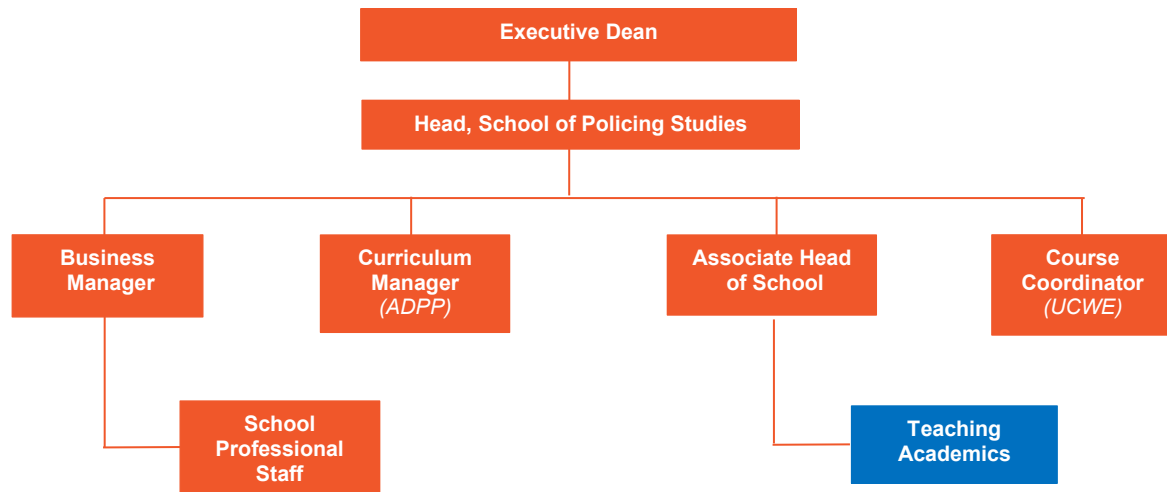 Executive Dean
Head, School of Policing Studies
Business
Manager
Curriculum
Manager
(ADPP)
Associate Head
of School
Course
Coordinator
(UCWE)
School
Professional
Staff
Teaching
Academics